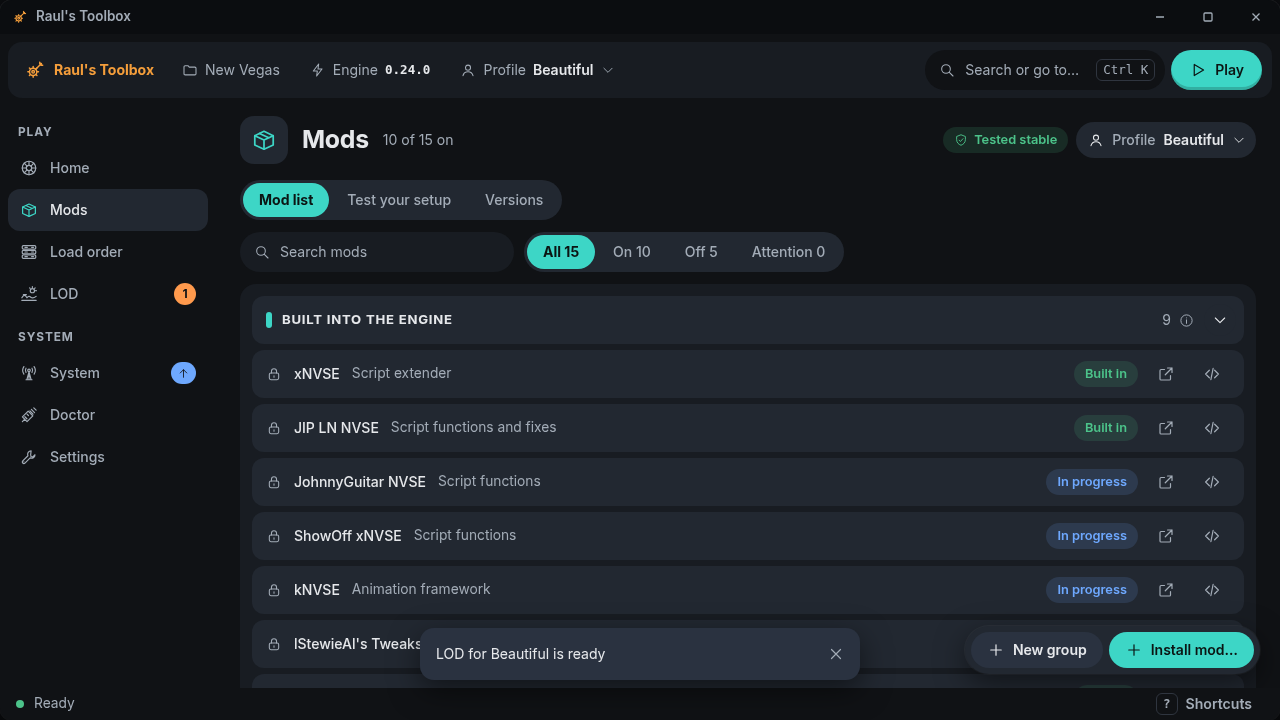 Raul's Toolbox
Raul's Toolbox New Vegas Engine 0.24.0 Profile Beautiful Search or go to... Ctrl K Play
PLAY
Home
Mods
Load order
LOD 1
SYSTEM
System
Doctor
Settings
Mods 10 of 15 on Tested stable Profile Beautiful
Mod list Test your setup Versions
Search mods All 15 On 10 Off 5 Attention 0
BUILT INTO THE ENGINE 9
xNVSE Script extender Built in
JIP LN NVSE Script functions and fixes Built in
JohnnyGuitar NVSE Script functions In progress
ShowOff xNVSE Script functions In progress
kNVSE Animation framework In progress
lStewieAl's Tweaks
LOD for Beautiful is ready
New group Install mod...
Ready ? Shortcuts